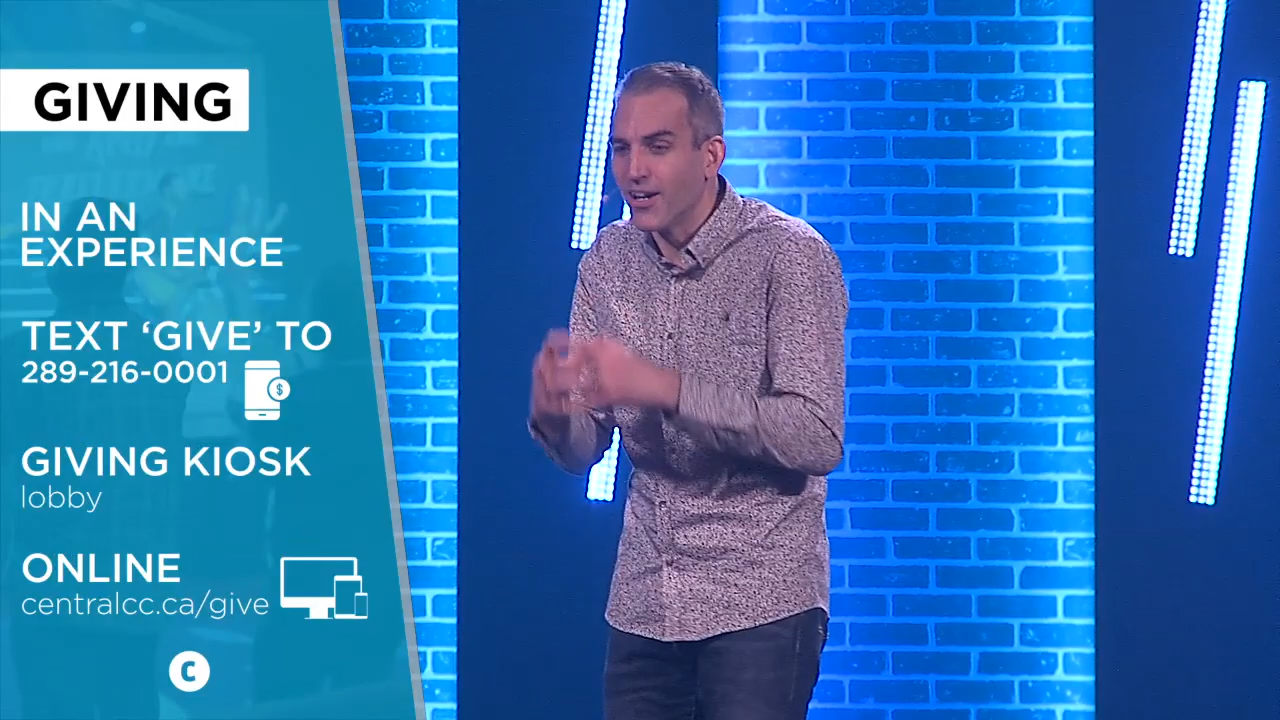 GIVING
IN AN
EXPERIENCE
TEXT ‘GIVE’ TO
289-216-0001
$
GIVING KIOSK
lobby
ONLINE
centralcc.ca/give
C